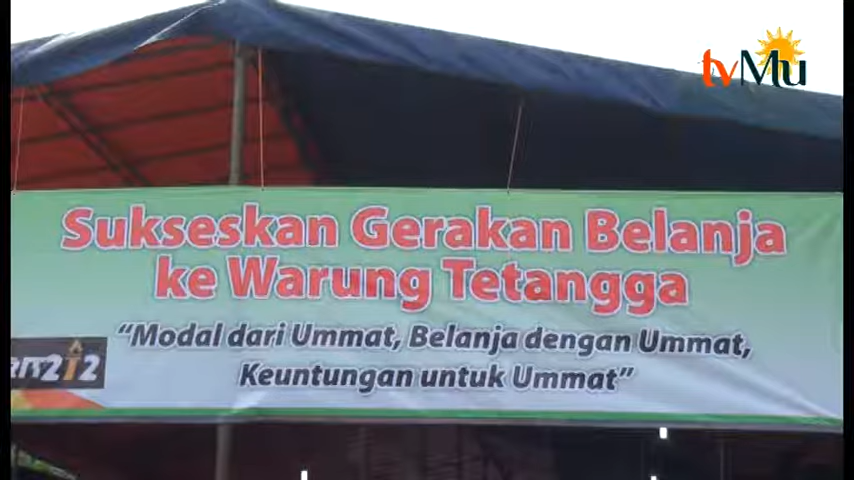 tvMu
Sukseskan Gerakan Belanja
ke Warung Tetangga
"Modal dari Ummat, Belanja dengan Ummat,
Keuntungan untuk Ummat"
212